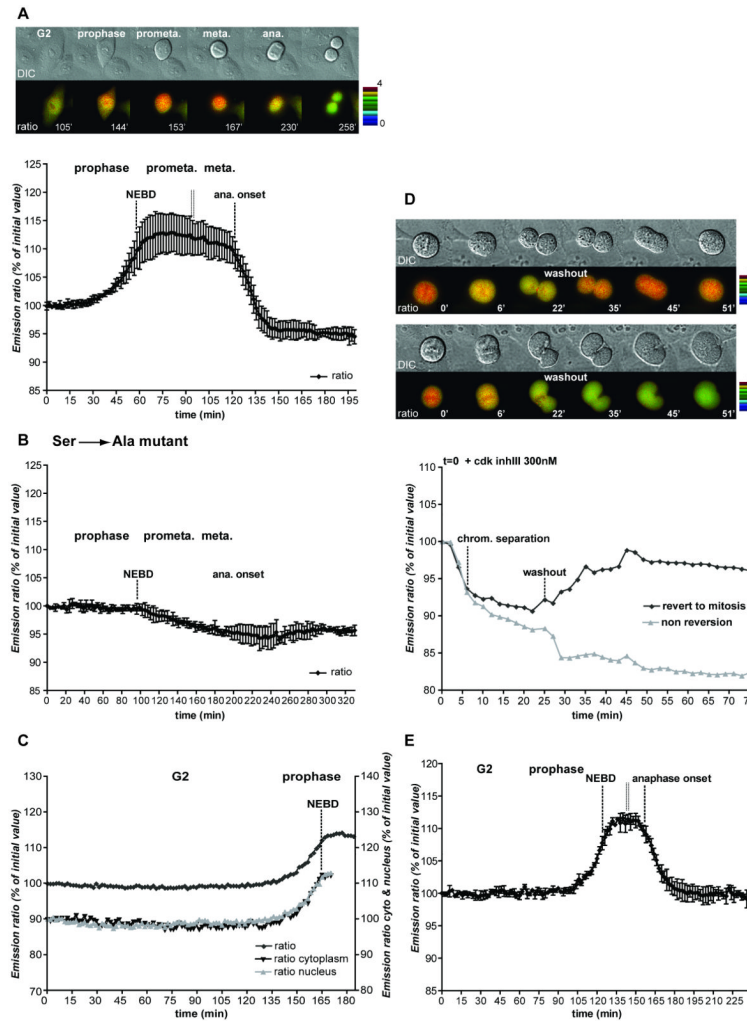 A
G2 prophase prometa. meta. ana.
DIC
4
0
ratio 105' 144' 153' 167' 230' 258'
125
120
115
110
105
100
95
90
85
Emission ratio (% of initial value)
prophase prometa. meta.
NEBD
ana. onset
ratio
0 15 30 45 60 75 90 105 120 135 150 165 180 195
time (min)
B
Ser Ala mutant
125
120
115
110
105
100
95
90
85
Emission ratio (% of initial value)
prophase prometa. meta.
NEBD ana. onset
ratio
0 20 40 60 80 100 120 140 160 180 200 220 240 260 280 300 320
time (min)
C
130
120
110
100
90
80
70
Emission ratio (% of initial value)
G2 prophase
NEBD
ratio
ratio cytoplasm
ratio nucleus
140
130
120
110
100
90
80
Emission ratio cyto & nucleus (% of initial value)
0 15 30 45 60 75 90 105 120 135 150 165 180
time (min)
D
DIC
washout
ratio 0' 6' 22' 35' 45' 51'
DIC
washout
ratio 0' 6' 22' 35' 45' 51'
t=0 + cdk inhIII 300nM
110
105
100
95
90
85
80
Emission ratio (% of initial value)
chrom. separation
washout
revert to mitosis
non reversion
0 5 10 15 20 25 30 35 40 45 50 55 60 65 70
time (min)
E
120
115
110
105
100
95
90
85
Emission ratio (% of initial value)
G2 prophase
NEBD anaphase onset
0 15 30 45 60 75 90 105 120 135 150 165 180 195 210 225
time (min)